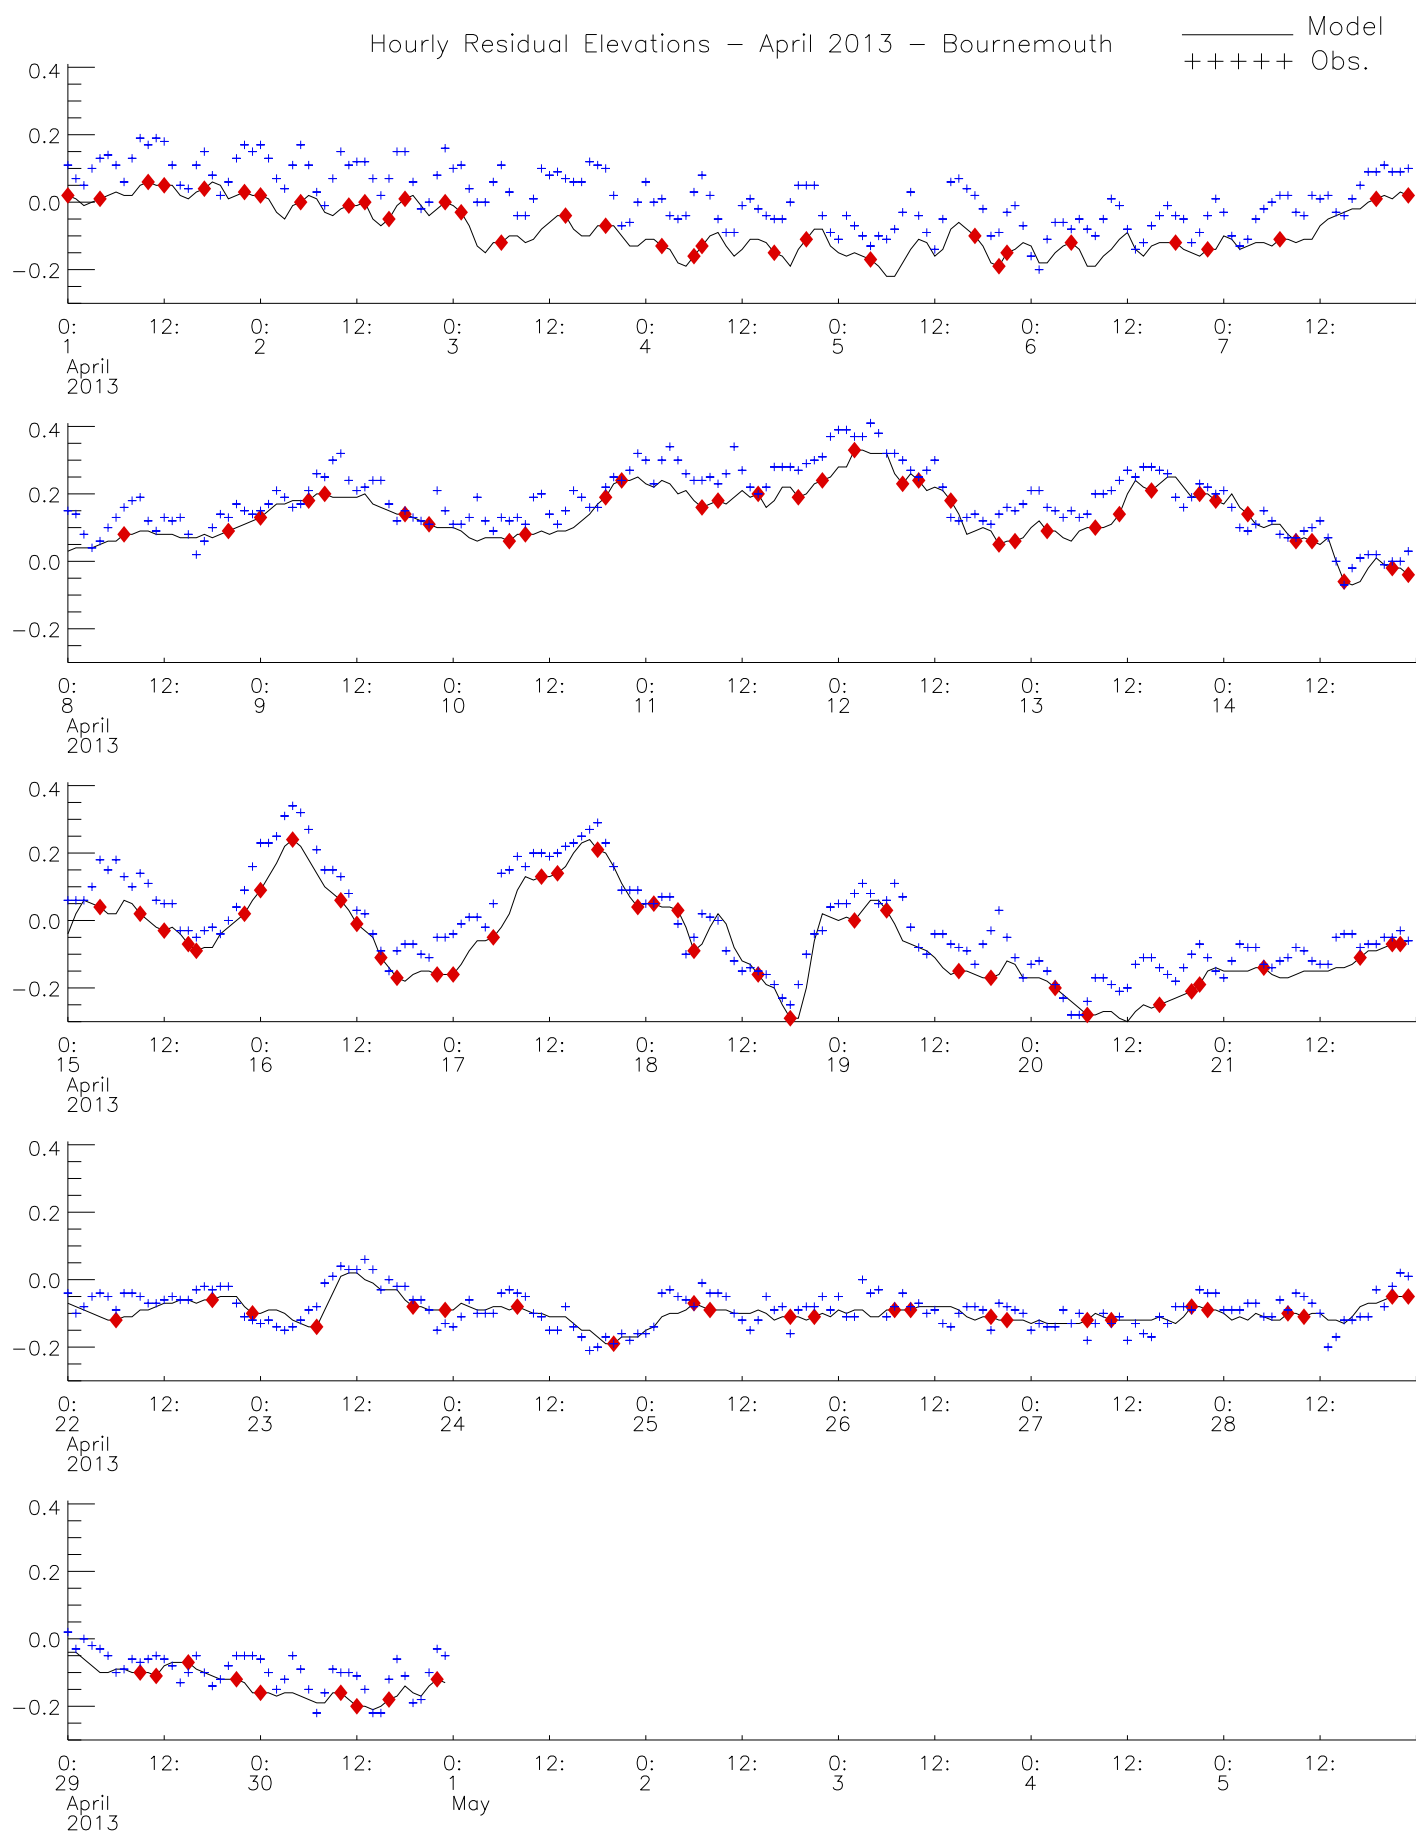 Hourly Residual Elevations – April 2013 – Bournemouth
Model
+++++ Obs.
0.4
0.2
0.0
−0.2
0: 12: 0: 12: 0: 12: 0: 12: 0: 12: 0: 12: 0: 12:
1 2 3 4 5 6 7
April
2013
0.4
0.2
0.0
−0.2
0: 12: 0: 12: 0: 12: 0: 12: 0: 12: 0: 12: 0: 12:
8 9 10 11 12 13 14
April
2013
0.4
0.2
0.0
−0.2
0: 12: 0: 12: 0: 12: 0: 12: 0: 12: 0: 12: 0: 12:
15 16 17 18 19 20 21
April
2013
0.4
0.2
0.0
−0.2
0: 12: 0: 12: 0: 12: 0: 12: 0: 12: 0: 12: 0: 12:
22 23 24 25 26 27 28
April
2013
0.4
0.2
0.0
−0.2
0: 12: 0: 12: 0: 12: 0: 12: 0: 12: 0: 12: 0: 12:
29 30 1 2 3 4 5
April May
2013